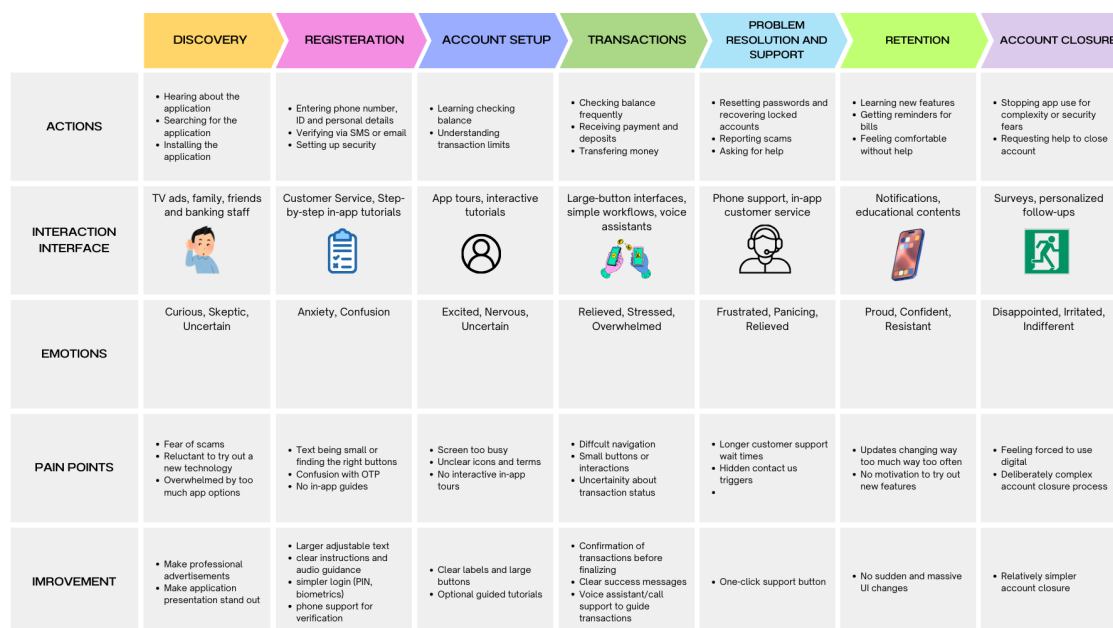 DISCOVERY
REGISTERATION
ACCOUNT SETUP
TRANSACTIONS
PROBLEM
RESOLUTION AND
SUPPORT
RETENTION
ACCOUNT CLOSURE
ACTIONS
• Hearing about the
application
• Searching for the
application
• Installing the
application
• Entering phone number,
ID and personal details
• Verifying via SMS or email
• Setting up security
• Learning checking
balance
• Understanding
transaction limits
• Checking balance
frequently
• Receiving payment and
deposits
• Transfering money
• Resetting passwords and
recovering locked
accounts
• Reporting scams
• Asking for help
• Learning new features
• Getting reminders for
bills
• Feeling comfortable
without help
• Stopping app use for
complexity or security
fears
• Requesting help to close
account
INTERACTION
INTERFACE
TV ads, family, friends
and banking staff
Customer Service, Step-
by-step in-app tutorials
App tours, interactive
tutorials
Large-button interfaces,
simple workflows, voice
assistants
Phone support, in-app
customer service
Notifications,
educational contents
Surveys, personalized
follow-ups
EMOTIONS
Curious, Skeptic,
Uncertain
Anxiety, Confusion
Excited, Nervous,
Uncertain
Relieved, Stressed,
Overwhelmed
Frustrated, Panicing,
Relieved
Proud, Confident,
Resistant
Disappointed, Irritated,
Indifferent
PAIN POINTS
• Fear of scams
• Reluctant to try out a
new technology
• Overwhelmed by too
much app options
• Text being small or
finding the right buttons
• Confusion with OTP
• No in-app guides
• Screen too busy
• Unclear icons and terms
• No interactive in-app
tours
• Diffcult navigation
• Small buttons or
interactions
• Uncertainity about
transaction status
• Longer customer support
wait times
• Hidden contact us
triggers
•
• Updates changing way
too much way too often
• No motivation to try out
new features
• Feeling forced to use
digital
• Deliberately complex
account closure process
IMROVEMENT
• Make professional
advertisements
• Make application
presentation stand out
• Larger adjustable text
• clear instructions and
audio guidance
• simpler login (PIN,
biometrics)
• phone support for
verification
• Clear labels and large
buttons
• Optional guided tutorials
• Confirmation of
transactions before
finalizing
• Clear success messages
• Voice assistant/call
support to guide
transactions
• One-click support button
• No sudden and massive
UI changes
• Relatively simpler
account closure